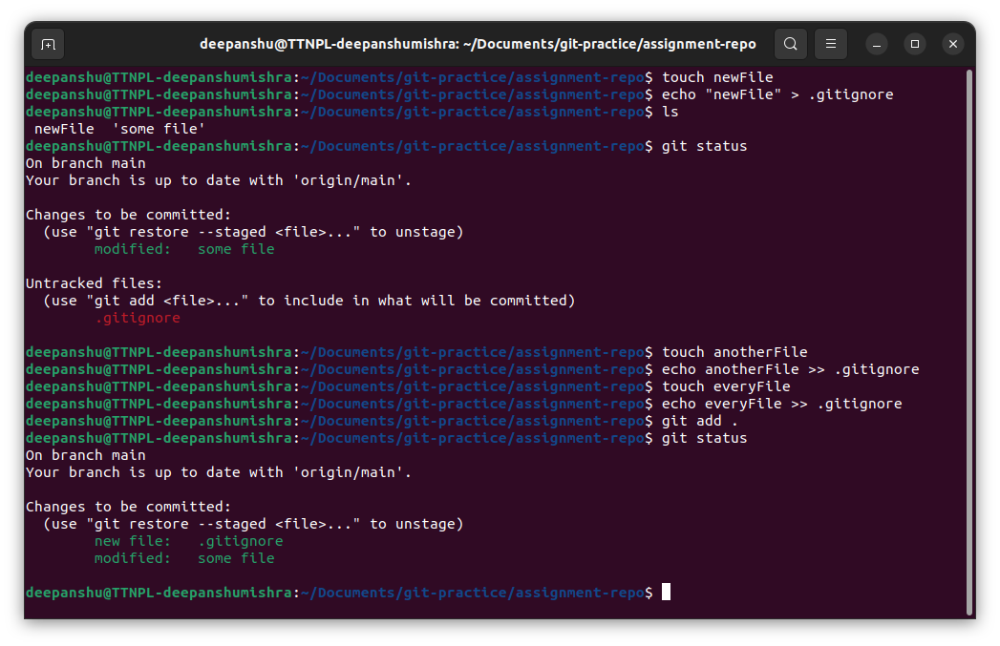 deepanshu@TTNPL-deepanshumishra: ~/Documents/git-practice/assignment-repo
deepanshu@TTNPL-deepanshumishra:~/Documents/git-practice/assignment-repo$ touch newFile
deepanshu@TTNPL-deepanshumishra:~/Documents/git-practice/assignment-repo$ echo "newFile" > .gitignore
deepanshu@TTNPL-deepanshumishra:~/Documents/git-practice/assignment-repo$ ls
 newFile  'some file'
deepanshu@TTNPL-deepanshumishra:~/Documents/git-practice/assignment-repo$ git status
On branch main
Your branch is up to date with 'origin/main'.

Changes to be committed:
  (use "git restore --staged <file>..." to unstage)
        modified:   some file

Untracked files:
  (use "git add <file>..." to include in what will be committed)
        .gitignore

deepanshu@TTNPL-deepanshumishra:~/Documents/git-practice/assignment-repo$ touch anotherFile
deepanshu@TTNPL-deepanshumishra:~/Documents/git-practice/assignment-repo$ echo anotherFile >> .gitignore
deepanshu@TTNPL-deepanshumishra:~/Documents/git-practice/assignment-repo$ touch everyFile
deepanshu@TTNPL-deepanshumishra:~/Documents/git-practice/assignment-repo$ echo everyFile >> .gitignore
deepanshu@TTNPL-deepanshumishra:~/Documents/git-practice/assignment-repo$ git add .
deepanshu@TTNPL-deepanshumishra:~/Documents/git-practice/assignment-repo$ git status
On branch main
Your branch is up to date with 'origin/main'.

Changes to be committed:
  (use "git restore --staged <file>..." to unstage)
        new file:   .gitignore
        modified:   some file

deepanshu@TTNPL-deepanshumishra:~/Documents/git-practice/assignment-repo$